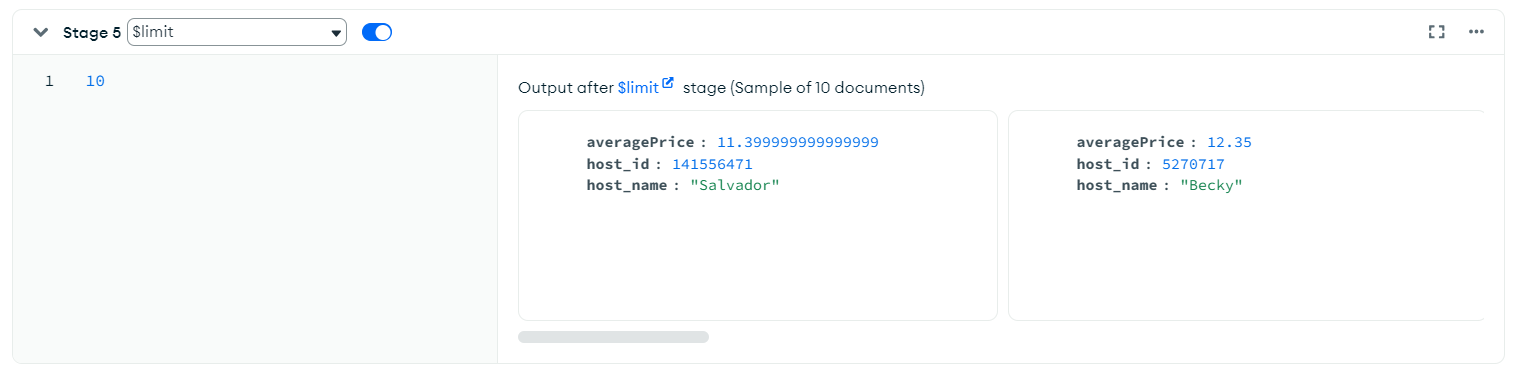 Stage 5 $limit
1 10
Output after $limit stage (Sample of 10 documents)
averagePrice : 11.399999999999999
host_id : 141556471
host_name : "Salvador"
averagePrice : 12.35
host_id : 5270717
host_name : "Becky"